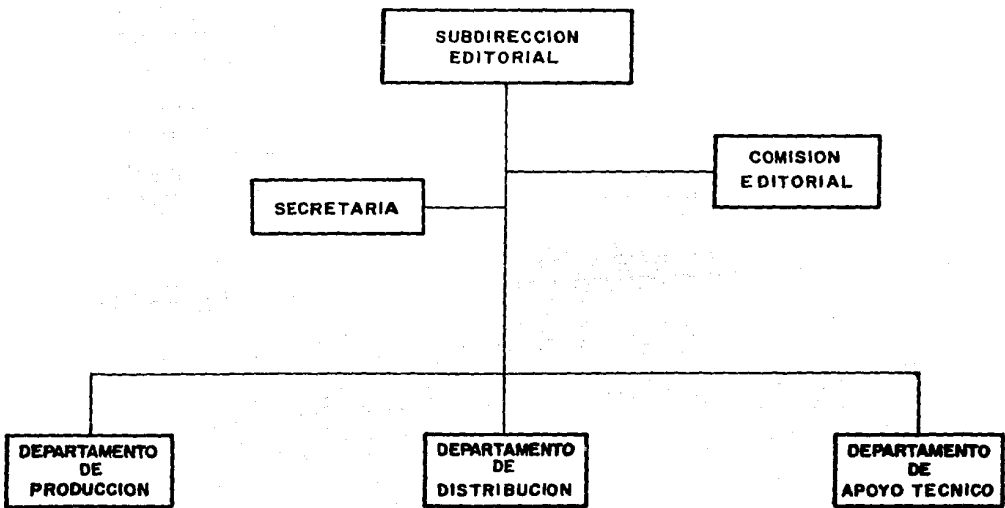 SUBDIRECCION
EDITORIAL
COMISION
EDITORIAL
SECRETARIA
DEPARTAMENTO
DE
PRODUCCION
DEPARTAMENTO
DE
DISTRIBUCION
DEPARTAMENTO
DE
APOYO TECNICO